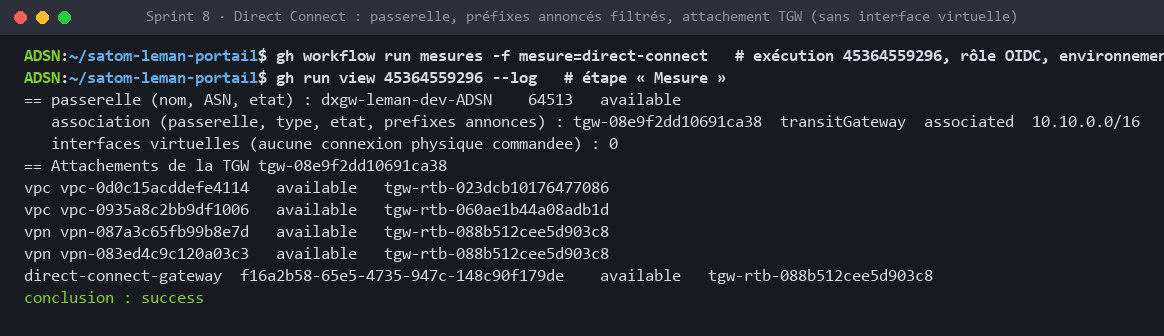 Sprint 8 · Direct Connect : passerelle, préfixes annoncés filtrés, attachement TGW (sans interface virtuelle)
ADSN:~/satom-leman-portail$ gh workflow run mesures -f mesure=direct-connect # exécution 45364559296, rôle OIDC, environnemen
ADSN:~/satom-leman-portail$ gh run view 45364559296 --log # étape « Mesure »
== passerelle (nom, ASN, etat) : dxgw-leman-dev-ADSN 64513 available
association (passerelle, type, etat, prefixes annonces) : tgw-08e9f2dd10691ca38 transitGateway associated 10.10.0.0/16
interfaces virtuelles (aucune connexion physique commandee) : 0
== Attachements de la TGW tgw-08e9f2dd10691ca38
vpc vpc-0d0c15acddefe4114 available tgw-rtb-023dcb10176477086
vpc vpc-0935a8c2bb9df1006 available tgw-rtb-060ae1b44a08adb1d
vpn vpn-087a3c65fb99b8e7d available tgw-rtb-088b512cee5d903c8
vpn vpn-083ed4c9c120a03c3 available tgw-rtb-088b512cee5d903c8
direct-connect-gateway f16a2b58-65e5-4735-947c-148c90f179de available tgw-rtb-088b512cee5d903c8
conclusion : success